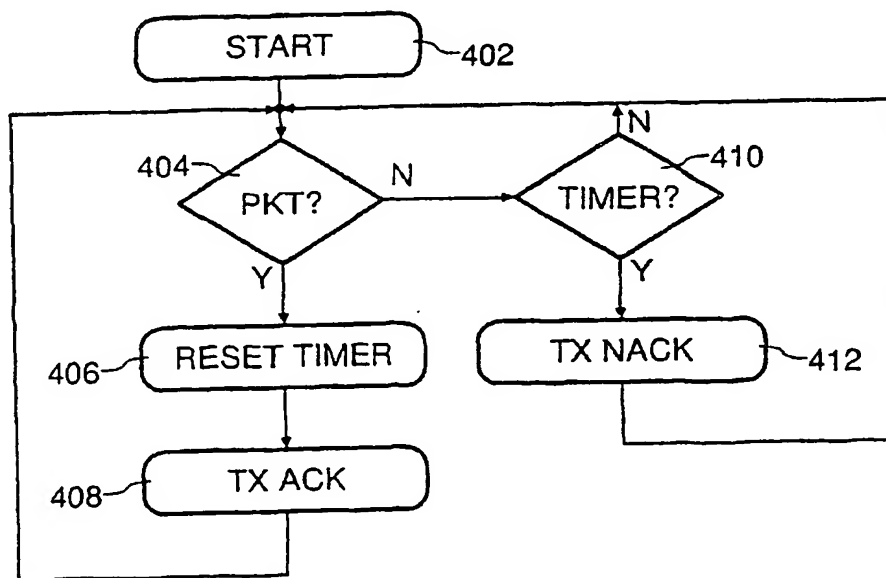 START
402
404
PKT?
N
N
410
TIMER?
Y
Y
406
RESET TIMER
TX NACK
412
408
TX ACK